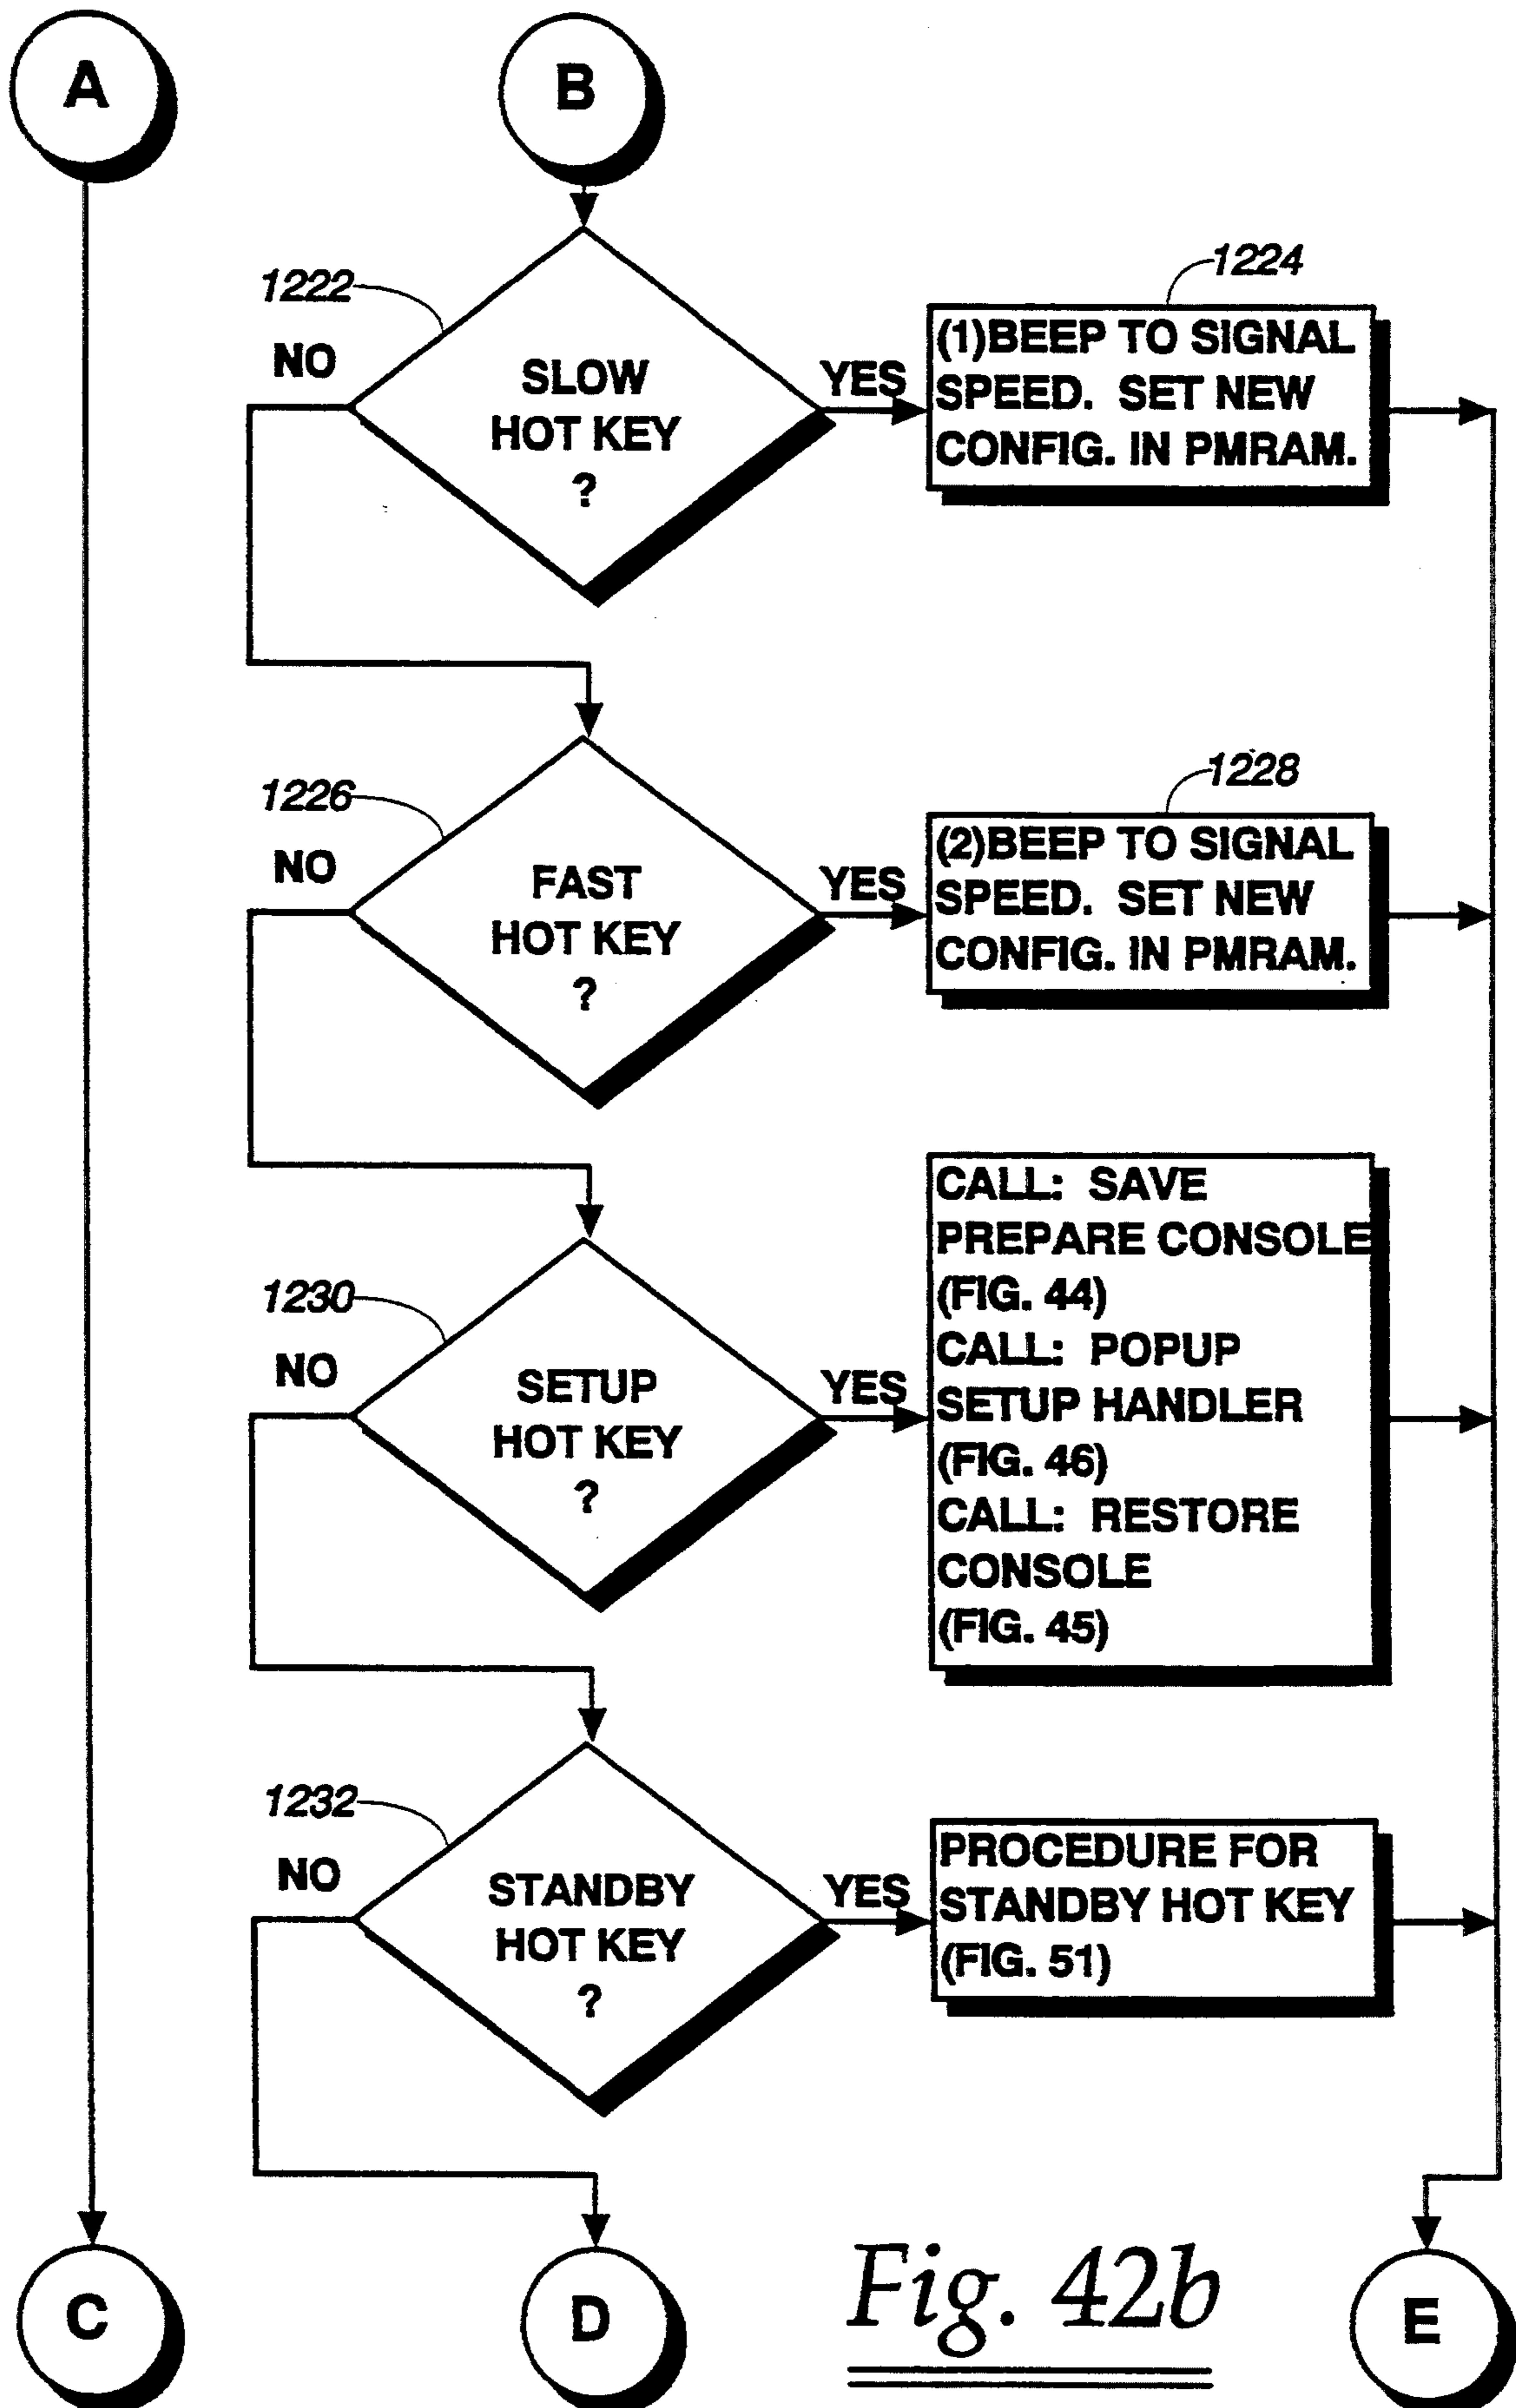 A
B
1222
NO
SLOW
HOT KEY
?
YES
1224
(1)BEEP TO SIGNAL
SPEED. SET NEW
CONFIG. IN PMRAM.
1226
NO
FAST
HOT KEY
?
YES
1228
(2)BEEP TO SIGNAL
SPEED. SET NEW
CONFIG. IN PMRAM.
1230
NO
SETUP
HOT KEY
?
YES
CALL: SAVE
PREPARE CONSOLE
(FIG. 44)
CALL: POPUP
SETUP HANDLER
(FIG. 46)
CALL: RESTORE
CONSOLE
(FIG. 45)
1232
NO
STANDBY
HOT KEY
?
YES
PROCEDURE FOR
STANDBY HOT KEY
(FIG. 51)
C
D
Fig. 42b
E